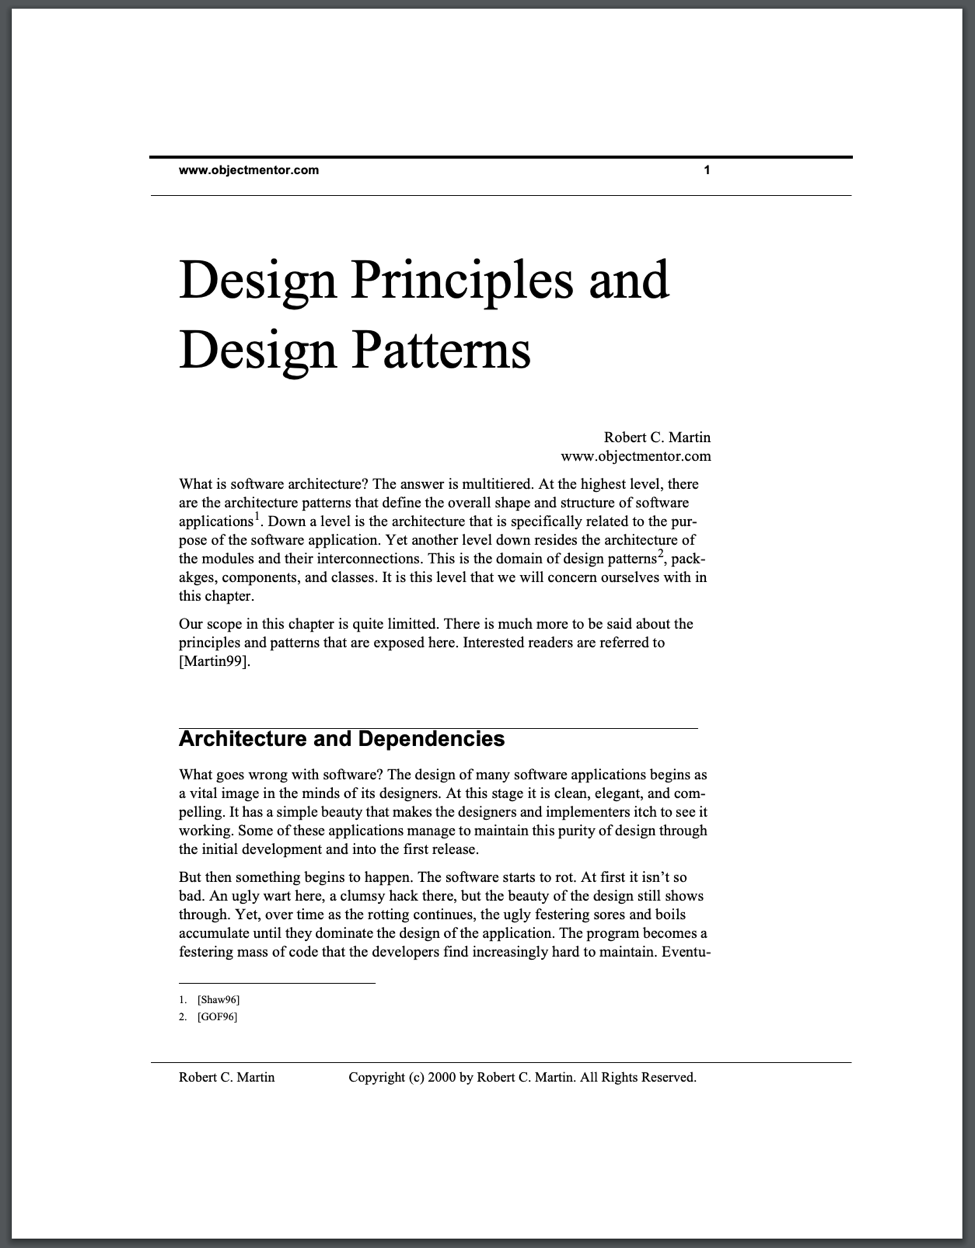 www.objectmentor.com 1
Design Principles and
Design Patterns
Robert C. Martin
www.objectmentor.com
What is software architecture? The answer is multitiered. At the highest level, there
are the architecture patterns that define the overall shape and structure of software
applications1. Down a level is the architecture that is specifically related to the pur-
pose of the software application. Yet another level down resides the architecture of
the modules and their interconnections. This is the domain of design patterns2, pack-
akges, components, and classes. It is this level that we will concern ourselves with in
this chapter.
Our scope in this chapter is quite limitted. There is much more to be said about the
principles and patterns that are exposed here. Interested readers are referred to
[Martin99].
Architecture and Dependencies
What goes wrong with software? The design of many software applications begins as
a vital image in the minds of its designers. At this stage it is clean, elegant, and com-
pelling. It has a simple beauty that makes the designers and implementers itch to see it
working. Some of these applications manage to maintain this purity of design through
the initial development and into the first release.
But then something begins to happen. The software starts to rot. At first it isn’t so
bad. An ugly wart here, a clumsy hack there, but the beauty of the design still shows
through. Yet, over time as the rotting continues, the ugly festering sores and boils
accumulate until they dominate the design of the application. The program becomes a
festering mass of code that the developers find increasingly hard to maintain. Eventu-
1. [Shaw96]
2. [GOF96]
Robert C. Martin Copyright (c) 2000 by Robert C. Martin. All Rights Reserved.